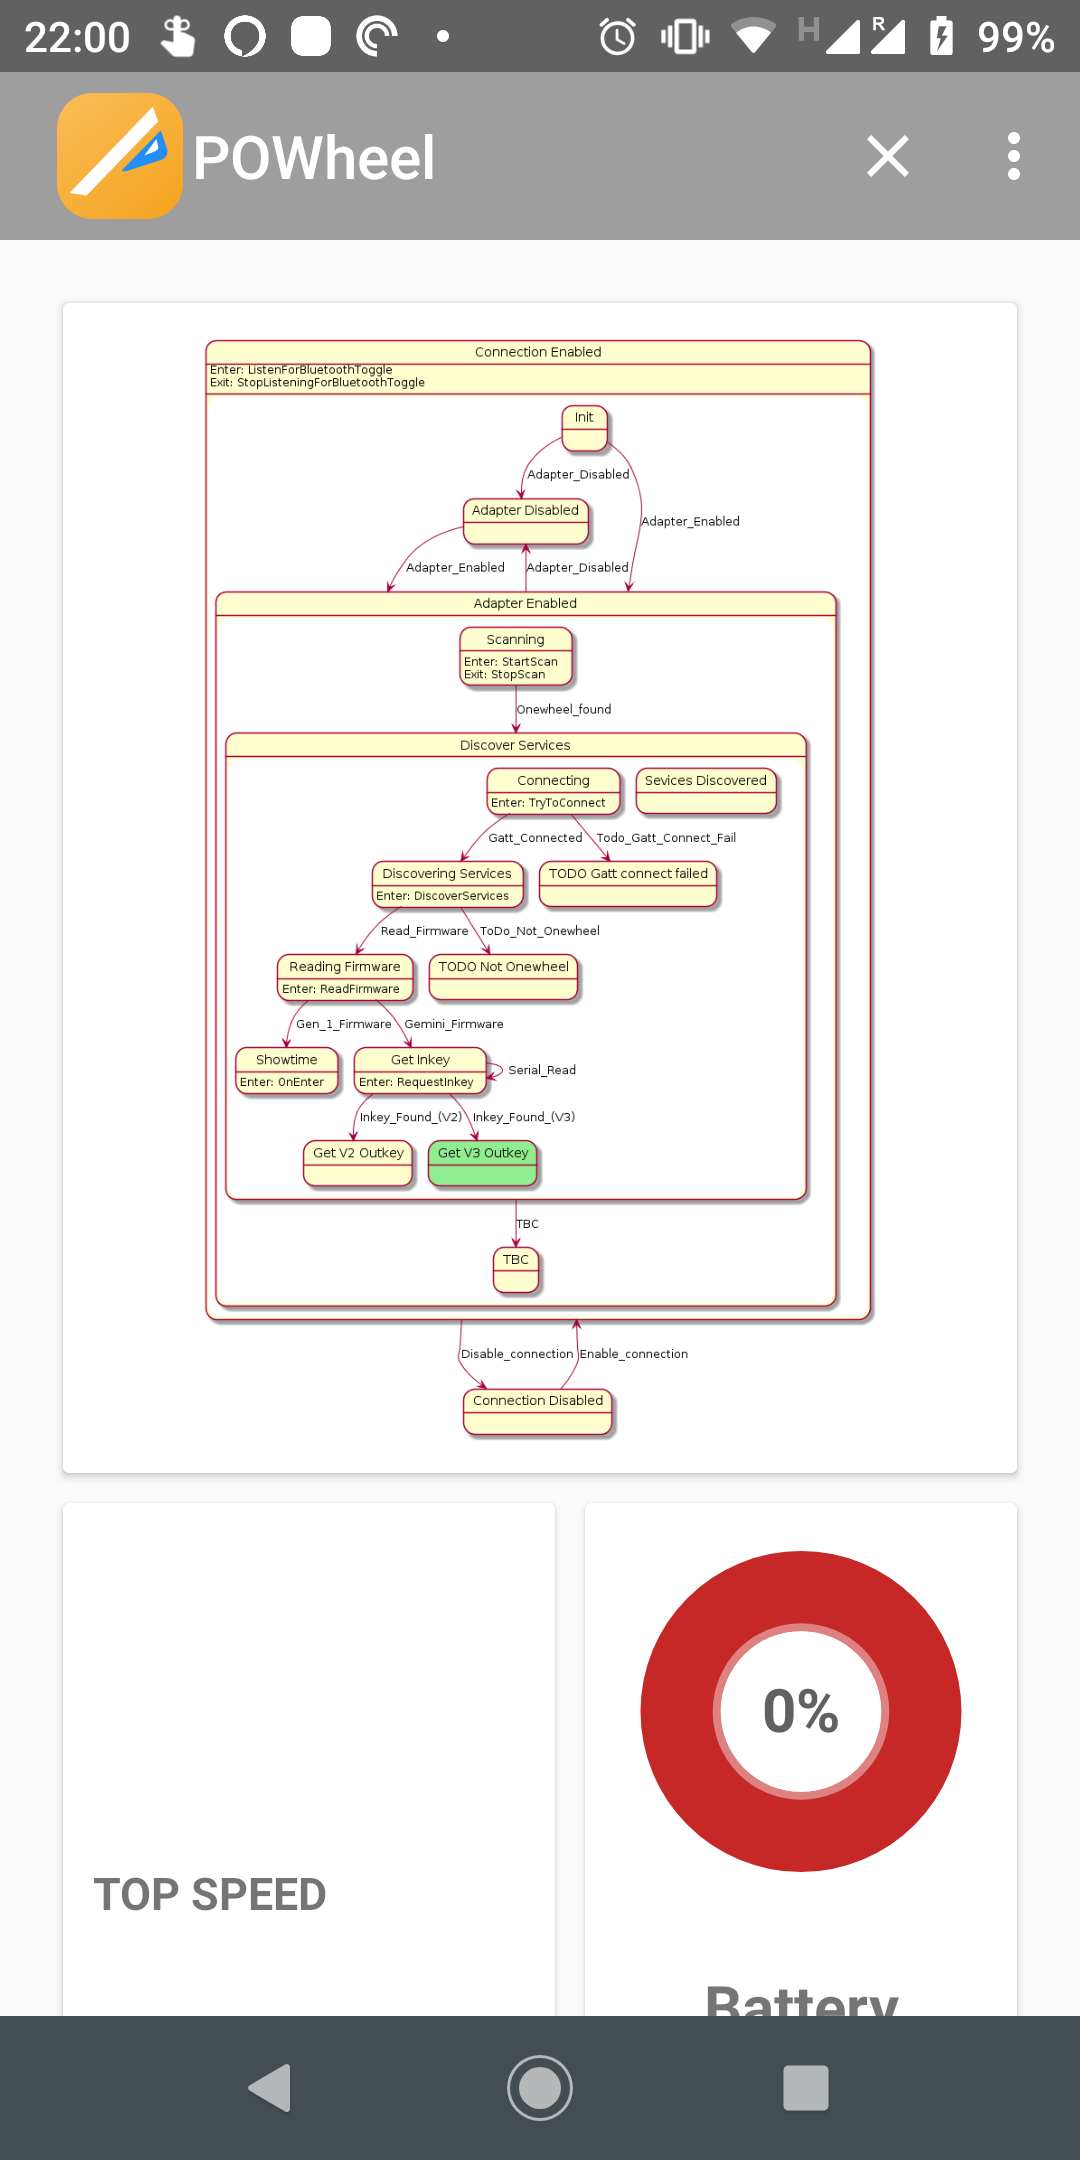 22:00
H
R
99%
POWheel
Connection Enabled
Enter: ListenForBluetoothToggle
Exit: StopListeningForBluetoothToggle
Init
Adapter_Disabled
Adapter Disabled
Adapter_Enabled
Adapter_Enabled
Adapter_Disabled
Adapter Enabled
Scanning
Enter: StartScan
Exit: StopScan
Onewheel_found
Discover Services
Connecting
Enter: TryToConnect
Sevices Discovered
Gatt_Connected
Todo_Gatt_Connect_Fail
Discovering Services
Enter: DiscoverServices
TODO Gatt connect failed
Read_Firmware
ToDo_Not_Onewheel
Reading Firmware
Enter: ReadFirmware
TODO Not Onewheel
Gen_1_Firmware
Gemini_Firmware
Showtime
Enter: OnEnter
Get Inkey
Enter: RequestInkey
Serial_Read
Inkey_Found_(V2)
Inkey_Found_(V3)
Get V2 Outkey
Get V3 Outkey
TBC
TBC
Disable_connection
Enable_connection
Connection Disabled
0%
TOP SPEED
Battery